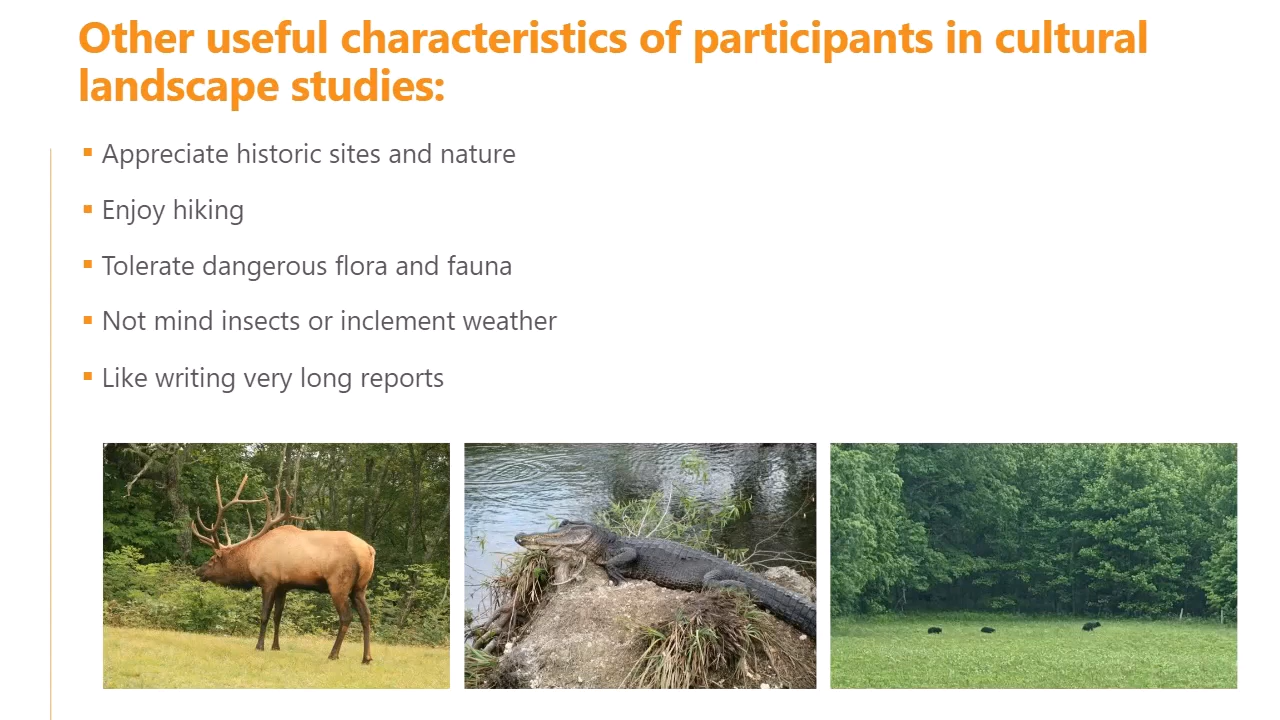 Other useful characteristics of participants in cultural
landscape studies:
Appreciate historic sites and nature
Enjoy hiking
Tolerate dangerous flora and fauna
Not mind insects or inclement weather
Like writing very long reports